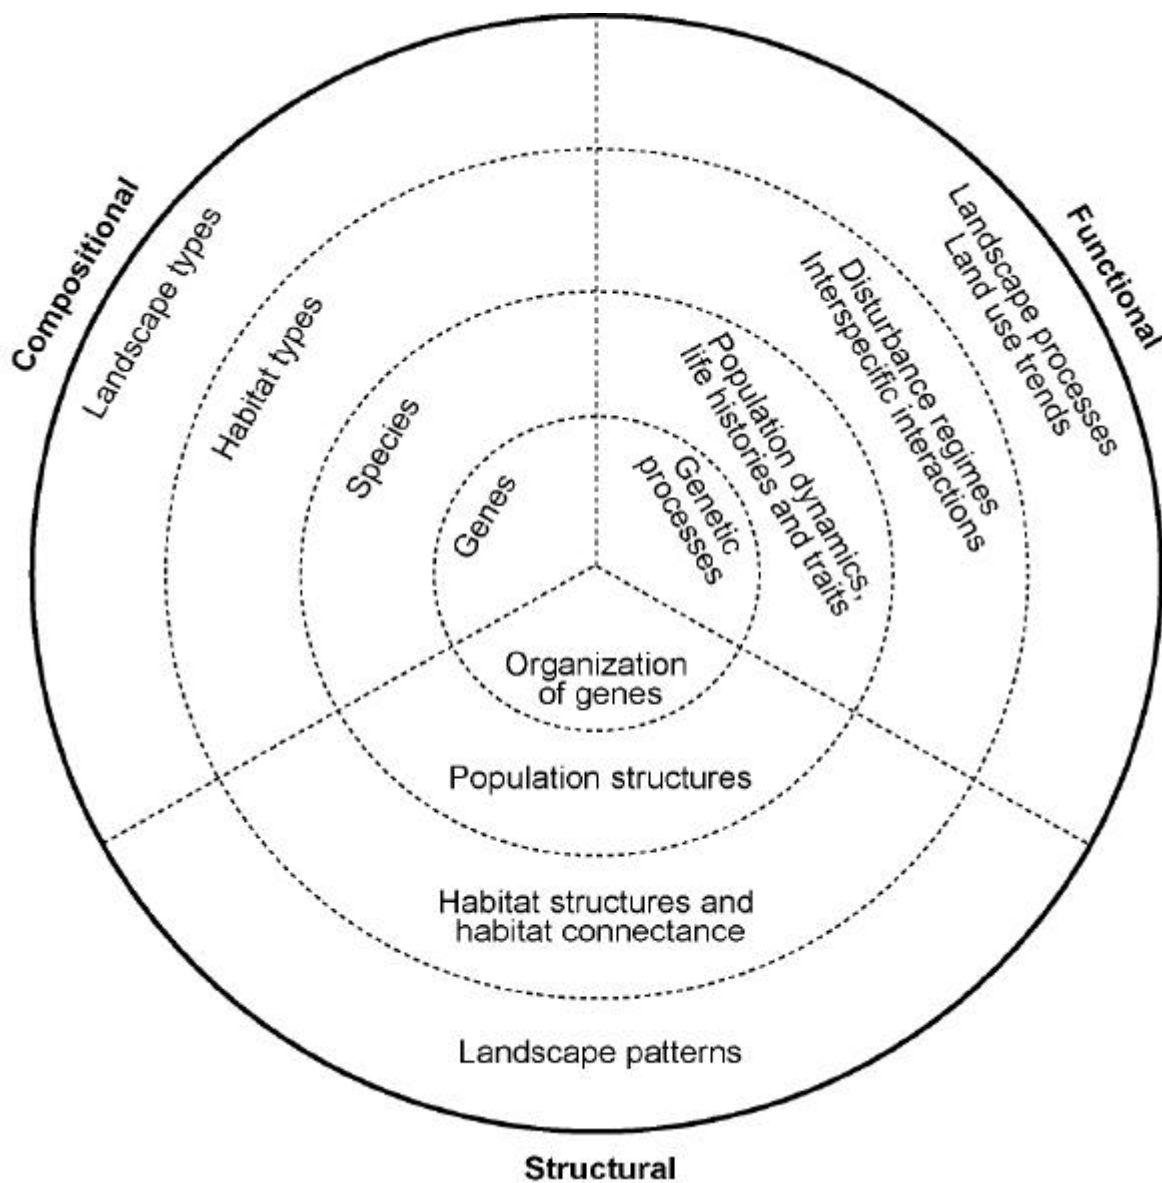 Compositional
Landscape types
Habitat types
Species
Genes
Functional
Landscape processes
Land use trends
Disturbance regimes
Interspecific interactions
Population dynamics,
life histories and traits
Genetic
processes
Organization
of genes
Population structures
Habitat structures and
habitat connectance
Landscape patterns
Structural